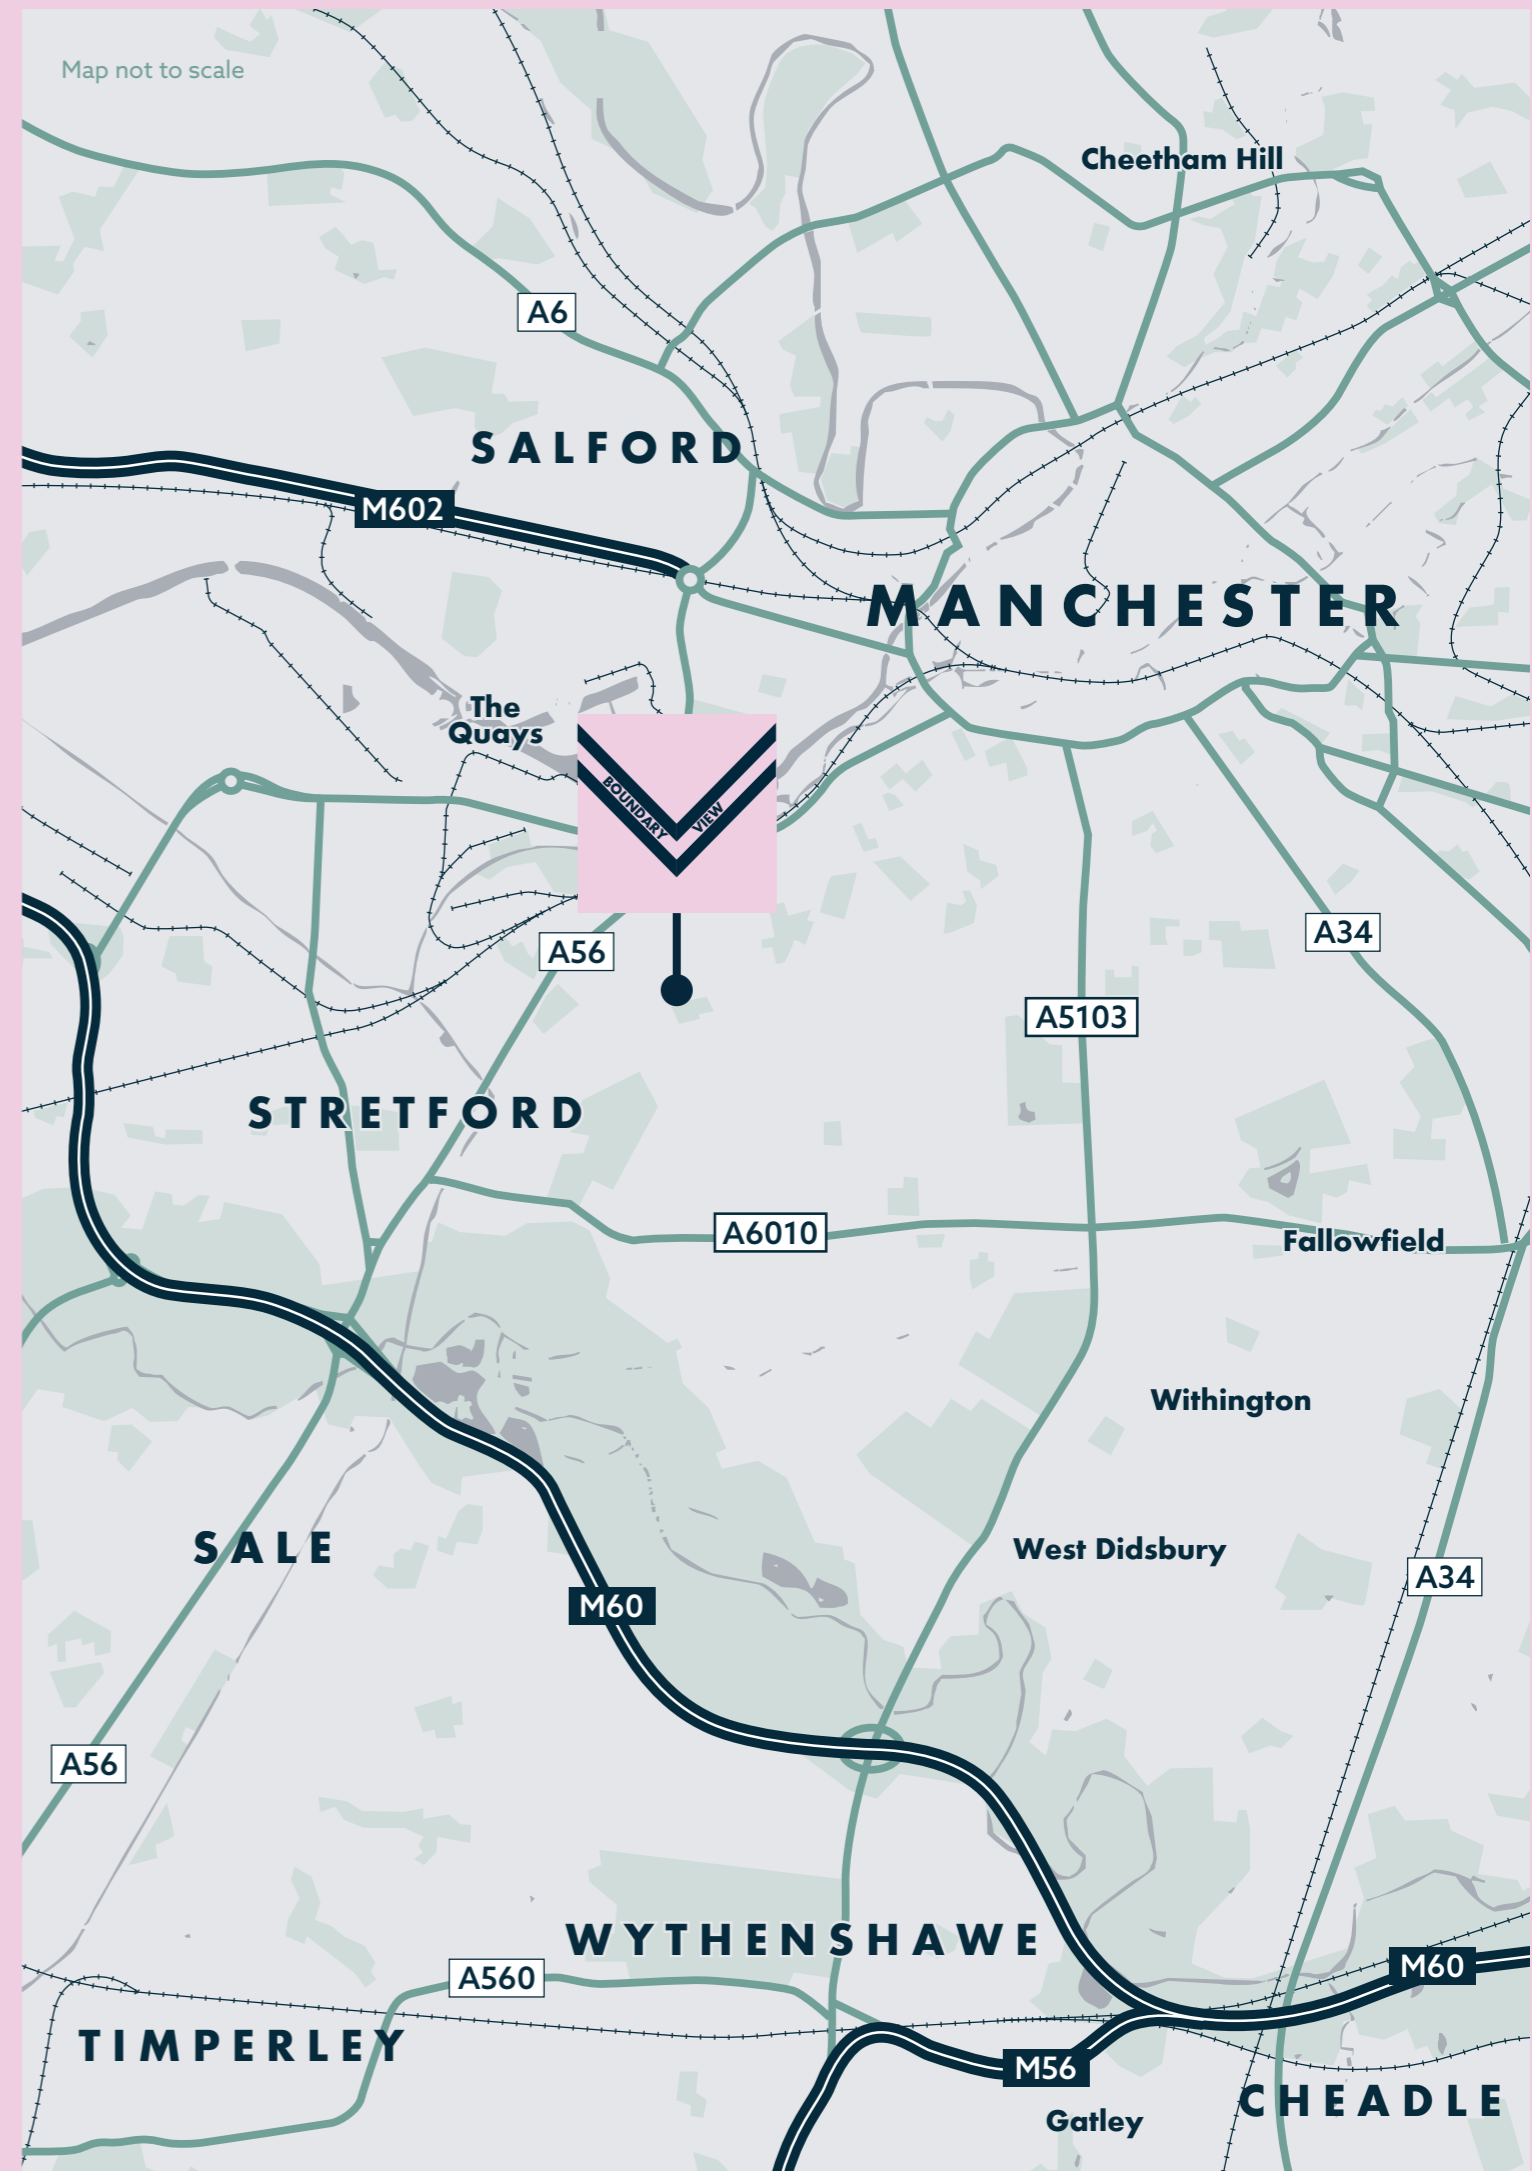 Map not to scale
Cheetham Hill
A6
SALFORD
M602
MANCHESTER
The
Quays
BOUNDARY VIEW
A34
A56
A5103
STRETFORD
A6010
Fallowfield
Withington
SALE
West Didsbury
A34
M60
A56
WYTHENSHAWE
M60
A560
TIMPERLEY
M56
CHEADLE
Gatley